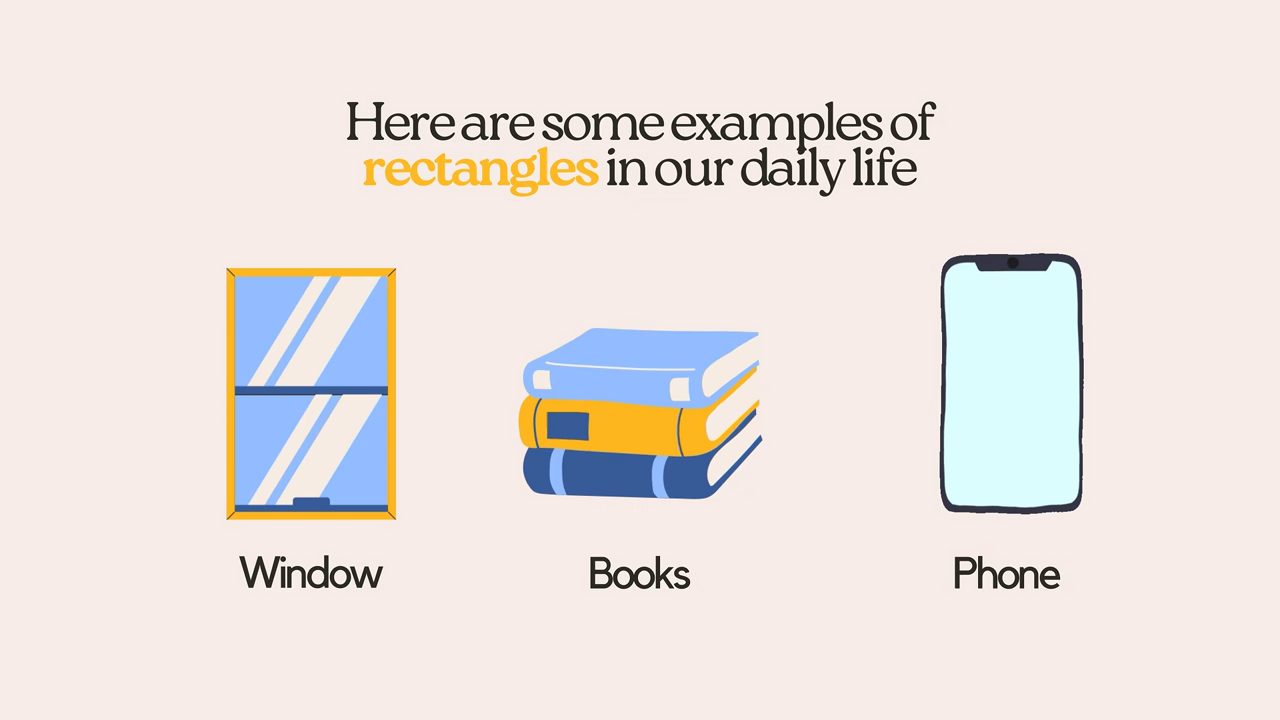 Here are some examples of
rectangles in our daily life
Window
Books
Phone